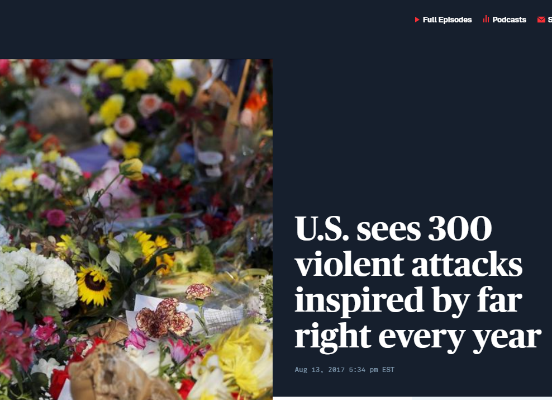 Full Episodes Podcasts
U.S. sees 300
violent attacks
inspired by far
right every year
Aug 13, 2017 5:34 pm EST